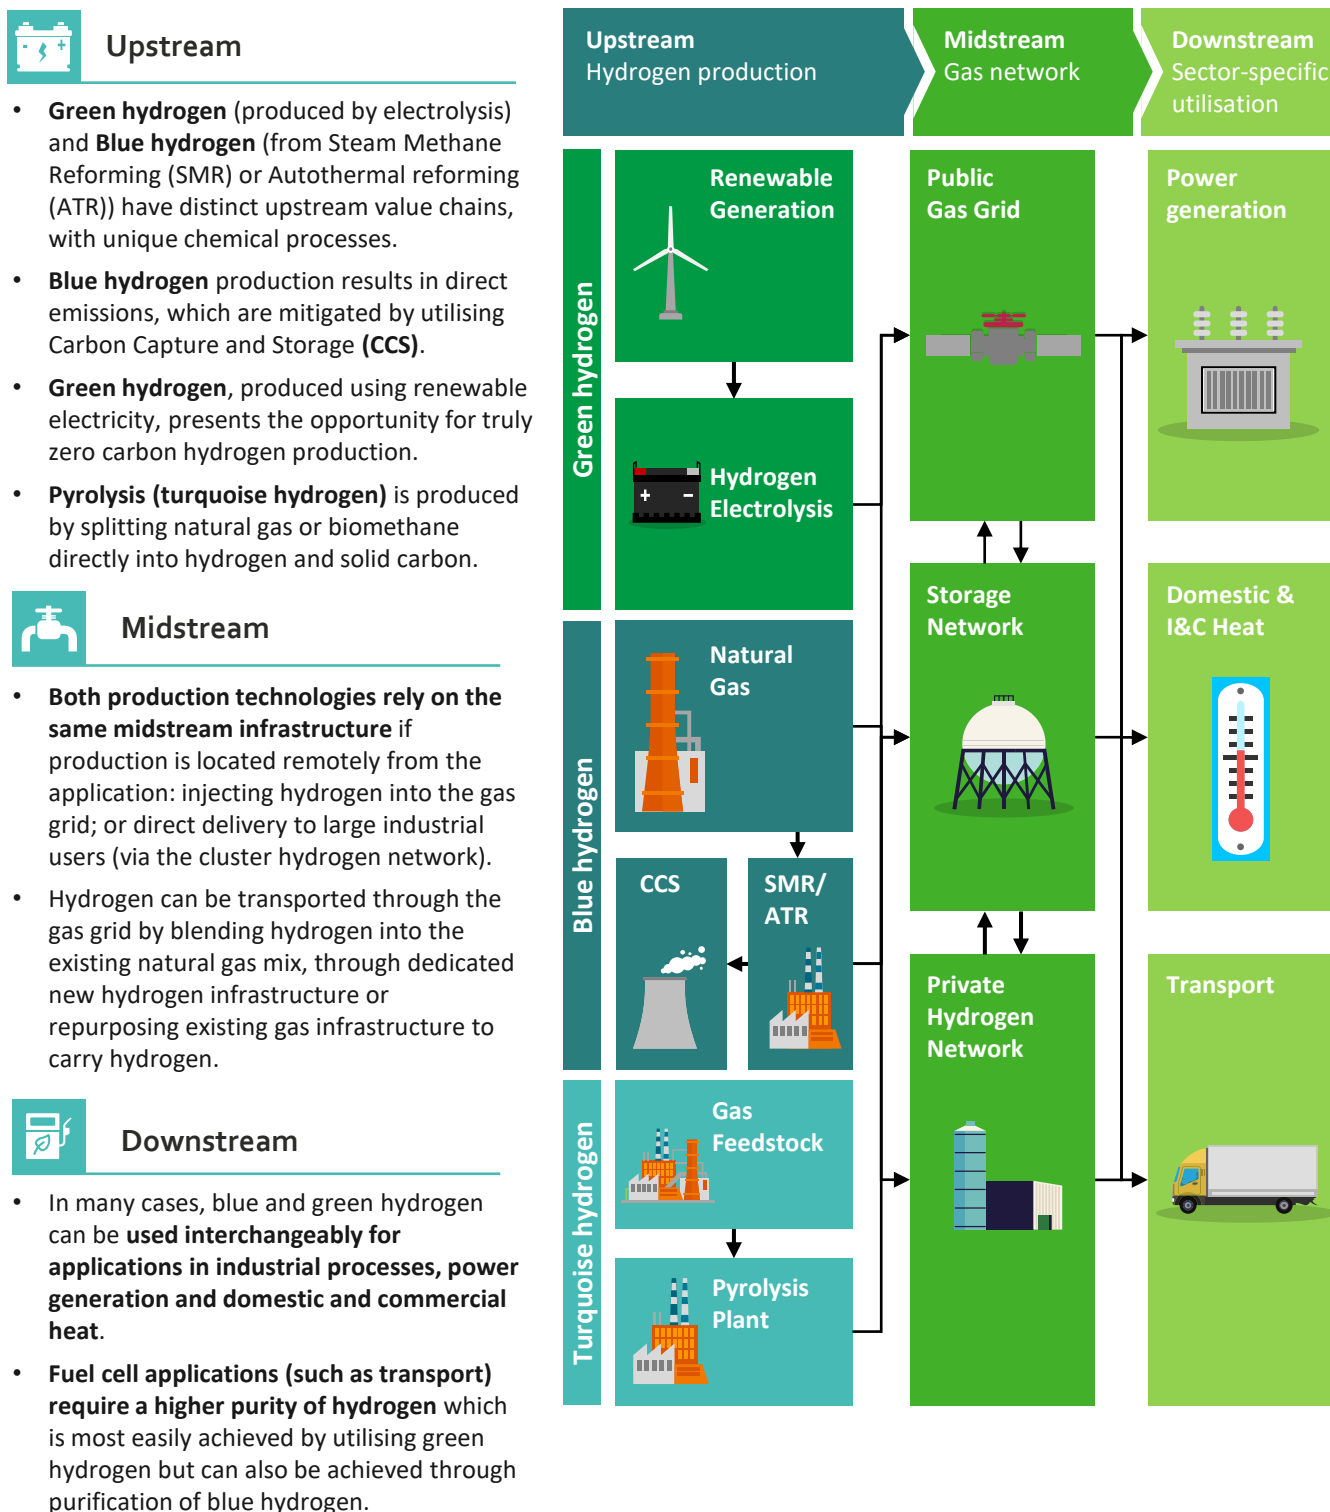 Upstream
• Green hydrogen (produced by electrolysis)
and Blue hydrogen (from Steam Methane
Reforming (SMR) or Autothermal reforming
(ATR)) have distinct upstream value chains,
with unique chemical processes.
• Blue hydrogen production results in direct
emissions, which are mitigated by utilising
Carbon Capture and Storage (CCS).
• Green hydrogen, produced using renewable
electricity, presents the opportunity for truly
zero carbon hydrogen production.
• Pyrolysis (turquoise hydrogen) is produced
by splitting natural gas or biomethane
directly into hydrogen and solid carbon.
Midstream
• Both production technologies rely on the
same midstream infrastructure if
production is located remotely from the
application: injecting hydrogen into the gas
grid; or direct delivery to large industrial
users (via the cluster hydrogen network).
• Hydrogen can be transported through the
gas grid by blending hydrogen into the
existing natural gas mix, through dedicated
new hydrogen infrastructure or
repurposing existing gas infrastructure to
carry hydrogen.
Downstream
• In many cases, blue and green hydrogen
can be used interchangeably for
applications in industrial processes, power
generation and domestic and commercial
heat.
• Fuel cell applications (such as transport)
require a higher purity of hydrogen which
is most easily achieved by utilising green
hydrogen but can also be achieved through
purification of blue hydrogen.
Upstream
Hydrogen production
Midstream
Gas network
Downstream
Sector-specific
utilisation
Green hydrogen
Renewable
Generation
Hydrogen
Electrolysis
Blue hydrogen
Natural
Gas
CCS
SMR/
ATR
Turquoise hydrogen
Gas
Feedstock
Pyrolysis
Plant
Public
Gas Grid
Storage
Network
Private
Hydrogen
Network
Power
generation
Domestic &
I&C Heat
Transport